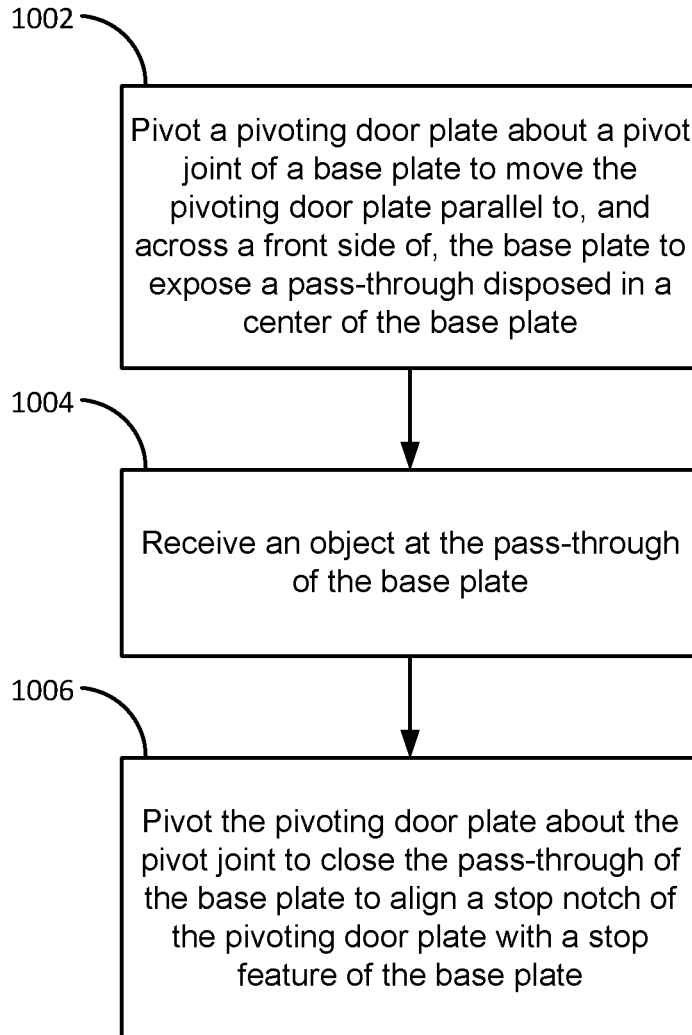 1002
Pivot a pivoting door plate about a pivot
joint of a base plate to move the
pivoting door plate parallel to, and
across a front side of, the base plate to
expose a pass-through disposed in a
center of the base plate
1004
Receive an object at the pass-through
of the base plate
1006
Pivot the pivoting door plate about the
pivot joint to close the pass-through of
the base plate to align a stop notch of
the pivoting door plate with a stop
feature of the base plate